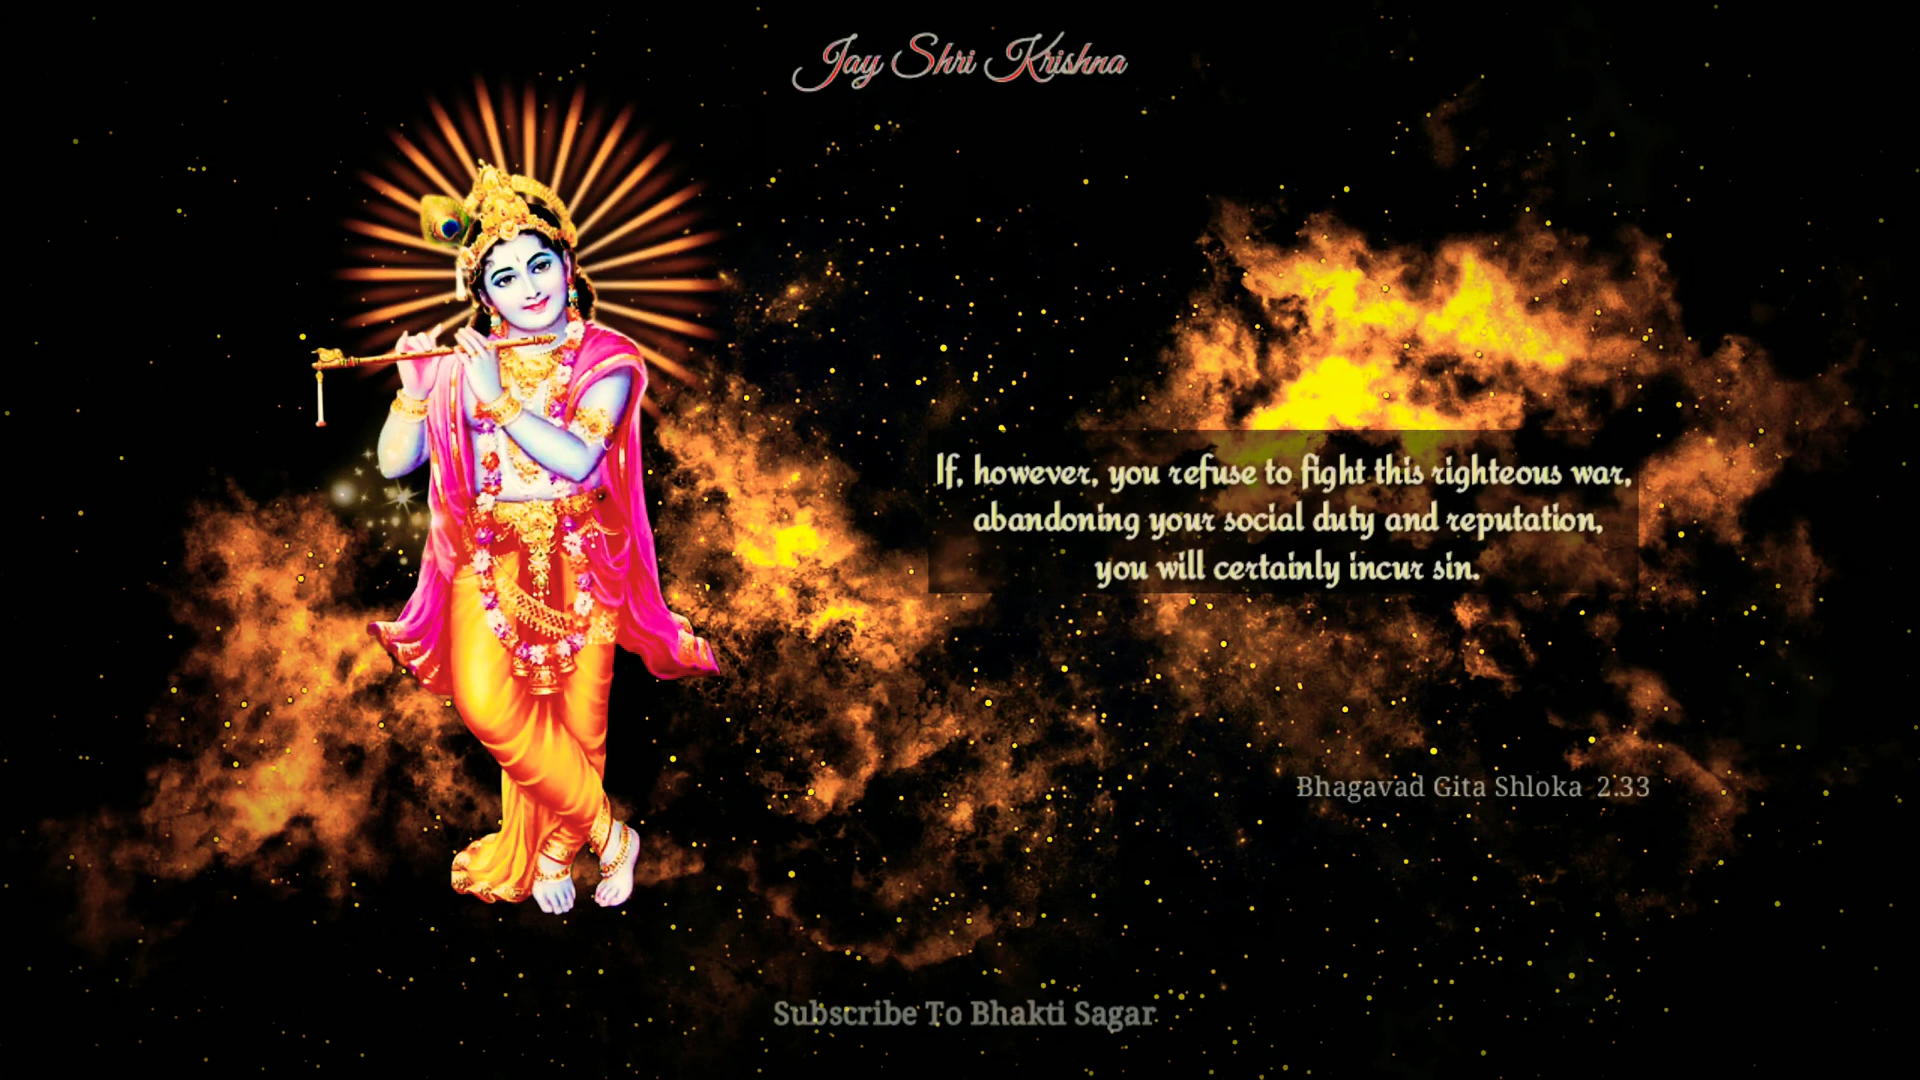 Jay Shri Krishna
If, however, you refuse to fight this righteous war,
abandoning your social duty and reputation,
you will certainly incur sin.
Bhagavad Gita Shloka 2.33
Subscribe To Bhakti Sagar